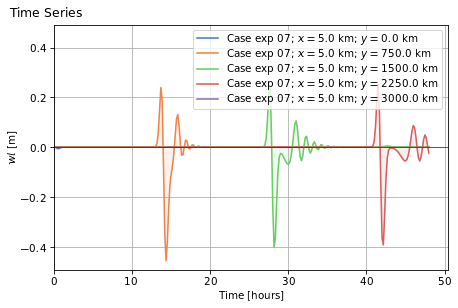 Time Series
Case exp 07; x = 5.0 km; y = 0.0 km
Case exp 07; x = 5.0 km; y = 750.0 km
Case exp 07; x = 5.0 km; y = 1500.0 km
Case exp 07; x = 5.0 km; y = 2250.0 km
Case exp 07; x = 5.0 km; y = 3000.0 km
0.4
0.2
0.0
−0.2
−0.4
wl [m]
0 10 20 30 40 50
Time [hours]